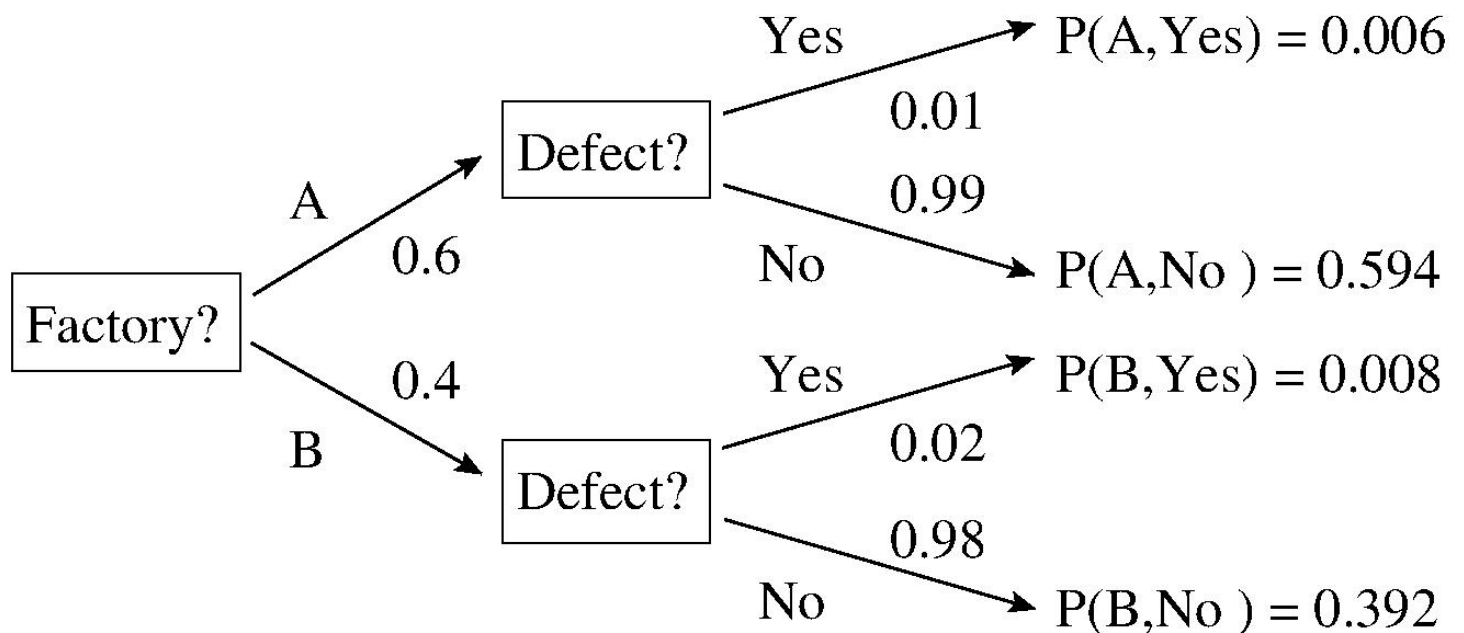 Yes
P(A,Yes) = 0.006
0.01
Defect?
0.99
A
0.6
No
P(A,No ) = 0.594
Factory?
0.4
Yes
P(B,Yes) = 0.008
B
0.02
Defect?
0.98
No
P(B,No ) = 0.392